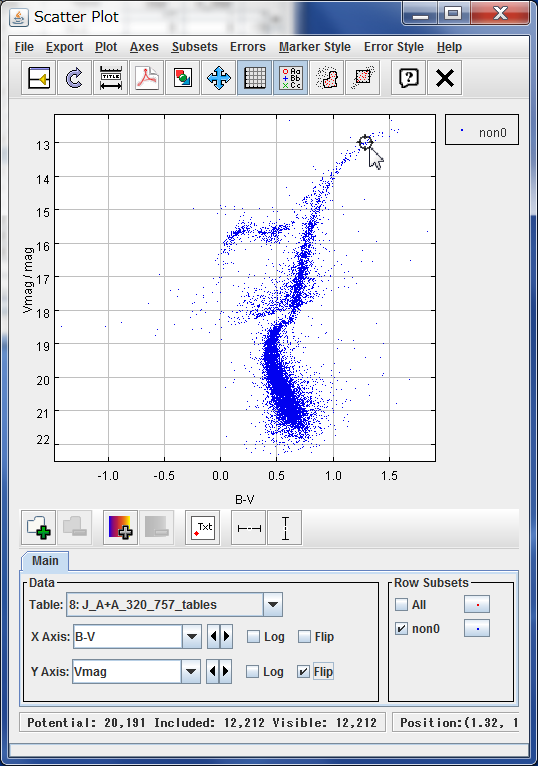 Scatter Plot
File Export Plot Axes Subsets Errors Marker Style Error Style Help
TITLE
Aa
Bb
Cc
non0
13
14
15
16
17
18
19
20
21
22
Vmag / mag
-1.0 -0.5 0.0 0.5 1.0 1.5
B-V
Txt
Main
Data
Table: 8: J_A+A_320_757_tables
X Axis: B-V Log Flip
Y Axis: Vmag Log Flip
Row Subsets
All
non0
Potential: 20,191 Included: 12,212 Visible: 12,212
Position:(1.32, 1